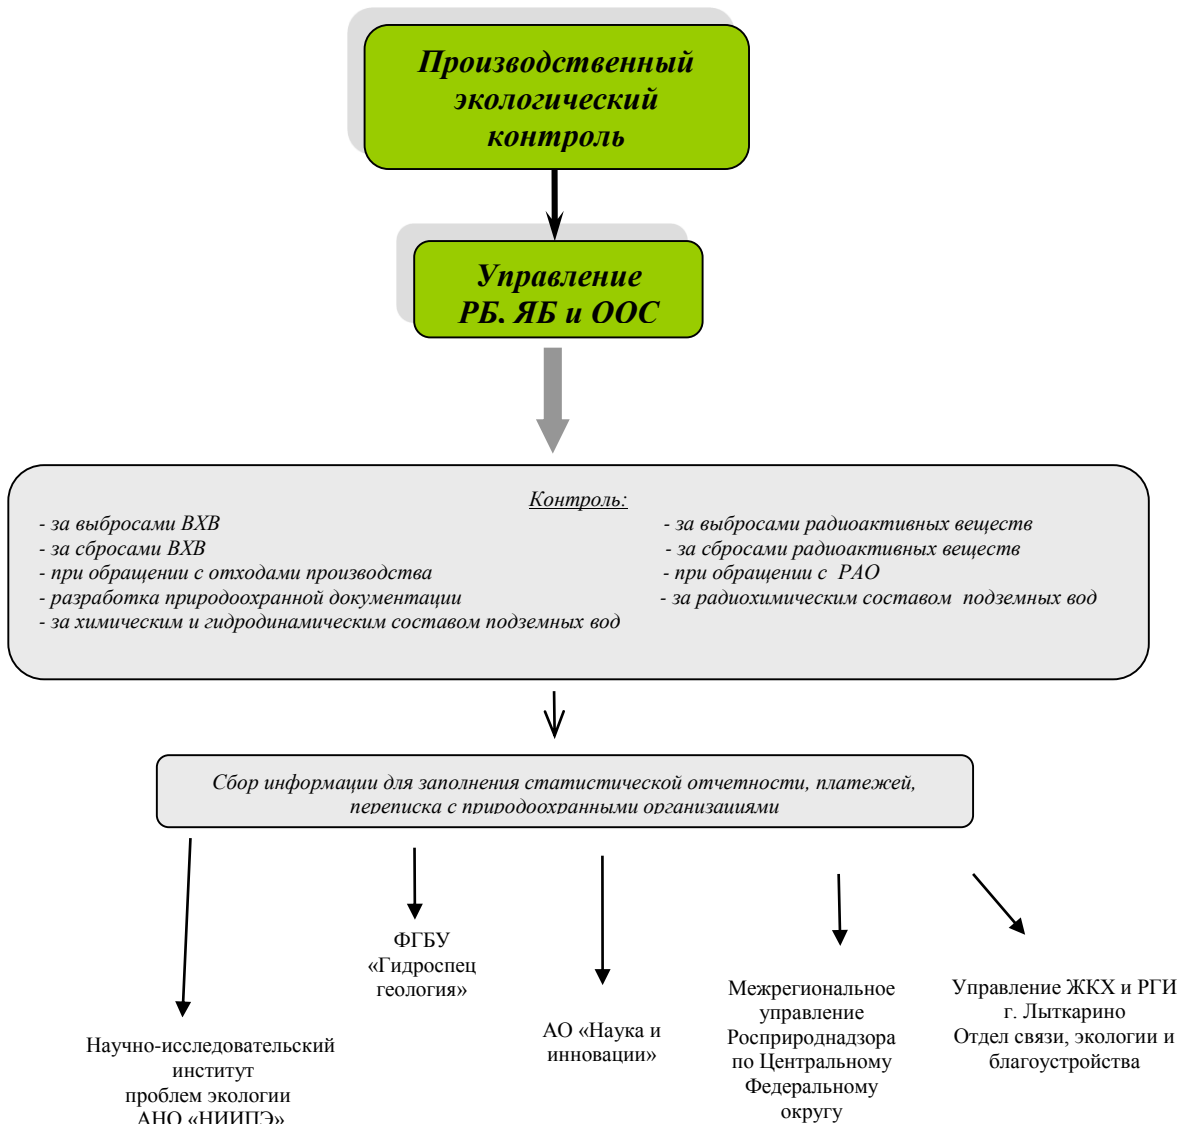 Производственный
экологический
контроль
Управление
РБ. ЯБ и ООС
Контроль:
- за выбросами ВХВ
- за сбросами ВХВ
- при обращении с отходами производства
- разработка природоохранной документации
- за химическим и гидродинамическим составом подземных вод
- за выбросами радиоактивных веществ
- за сбросами радиоактивных веществ
- при обращении с РАО
- за радиохимическим составом подземных вод
Сбор информации для заполнения статистической отчетности, платежей,
переписка с природоохранными организациями
Научно-исследовательский
институт
проблем экологии
АНО «НИИПЭ»
ФГБУ
«Гидроспец
геология»
АО «Наука и
инновации»
Межрегиональное
управление
Росприроднадзора
по Центральному
Федеральному
округу
Управление ЖКХ и РГИ
г. Лыткарино
Отдел связи, экологии и
благоустройства